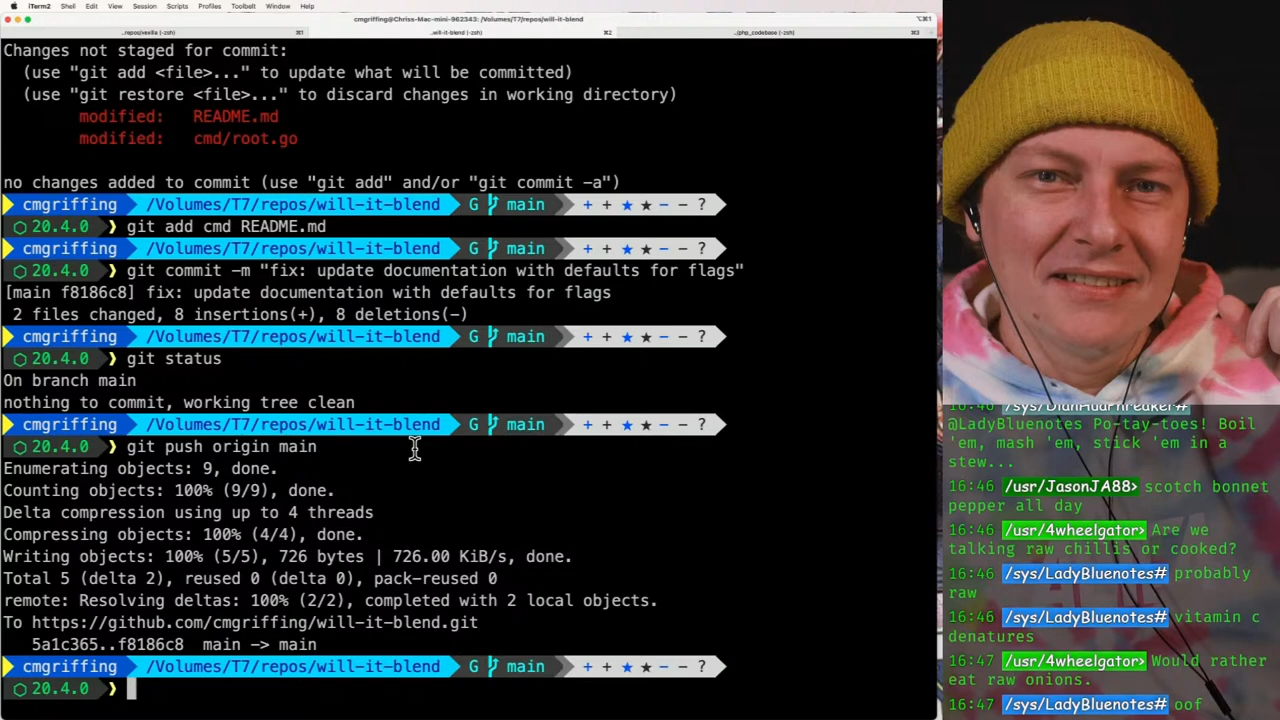 iTerm2 Shell Edit View Session Scripts Profiles Toolbelt Window Help
cmgriffing@Chriss-Mac-mini-962343: /Volumes/T7/repos/will-it-blend
⌥⌘1
..repos/vexilla (-zsh) ⌘1 ..will-it-blend (-zsh) ⌘2 ../php_codebase (-zsh) ⌘3
Changes not staged for commit:
(use "git add <file>..." to update what will be committed)
(use "git restore <file>..." to discard changes in working directory)
modified: README.md
modified: cmd/root.go
no changes added to commit (use "git add" and/or "git commit -a")
cmgriffing /Volumes/T7/repos/will-it-blend G main + + ★ ★ − − ?
20.4.0 ❯ git add cmd README.md
cmgriffing /Volumes/T7/repos/will-it-blend G main + + ★ ★ − − ?
20.4.0 ❯ git commit -m "fix: update documentation with defaults for flags"
[main f8186c8] fix: update documentation with defaults for flags
2 files changed, 8 insertions(+), 8 deletions(-)
cmgriffing /Volumes/T7/repos/will-it-blend G main + + ★ ★ − − ?
20.4.0 ❯ git status
On branch main
nothing to commit, working tree clean
cmgriffing /Volumes/T7/repos/will-it-blend G main + + ★ ★ − − ?
20.4.0 ❯ git push origin main
Enumerating objects: 9, done.
Counting objects: 100% (9/9), done.
Delta compression using up to 4 threads
Compressing objects: 100% (4/4), done.
Writing objects: 100% (5/5), 726 bytes | 726.00 KiB/s, done.
Total 5 (delta 2), reused 0 (delta 0), pack-reused 0
remote: Resolving deltas: 100% (2/2), completed with 2 local objects.
To https://github.com/cmgriffing/will-it-blend.git
5a1c365..f8186c8 main -> main
cmgriffing /Volumes/T7/repos/will-it-blend G main + + ★ ★ − − ?
20.4.0 ❯
@LadyBluenotes Po-tay-toes! Boil
'em, mash 'em, stick 'em in a
stew...
16:46 /usr/JasonJA88> scotch bonnet
pepper all day
16:46 /usr/4wheelgator> Are we
talking raw chillis or cooked?
16:46 /sys/LadyBluenotes# probably
raw
16:46 /sys/LadyBluenotes# vitamin c
denatures
16:47 /usr/4wheelgator> Would rather
eat raw onions.
16:47 /sys/LadyBluenotes# oof